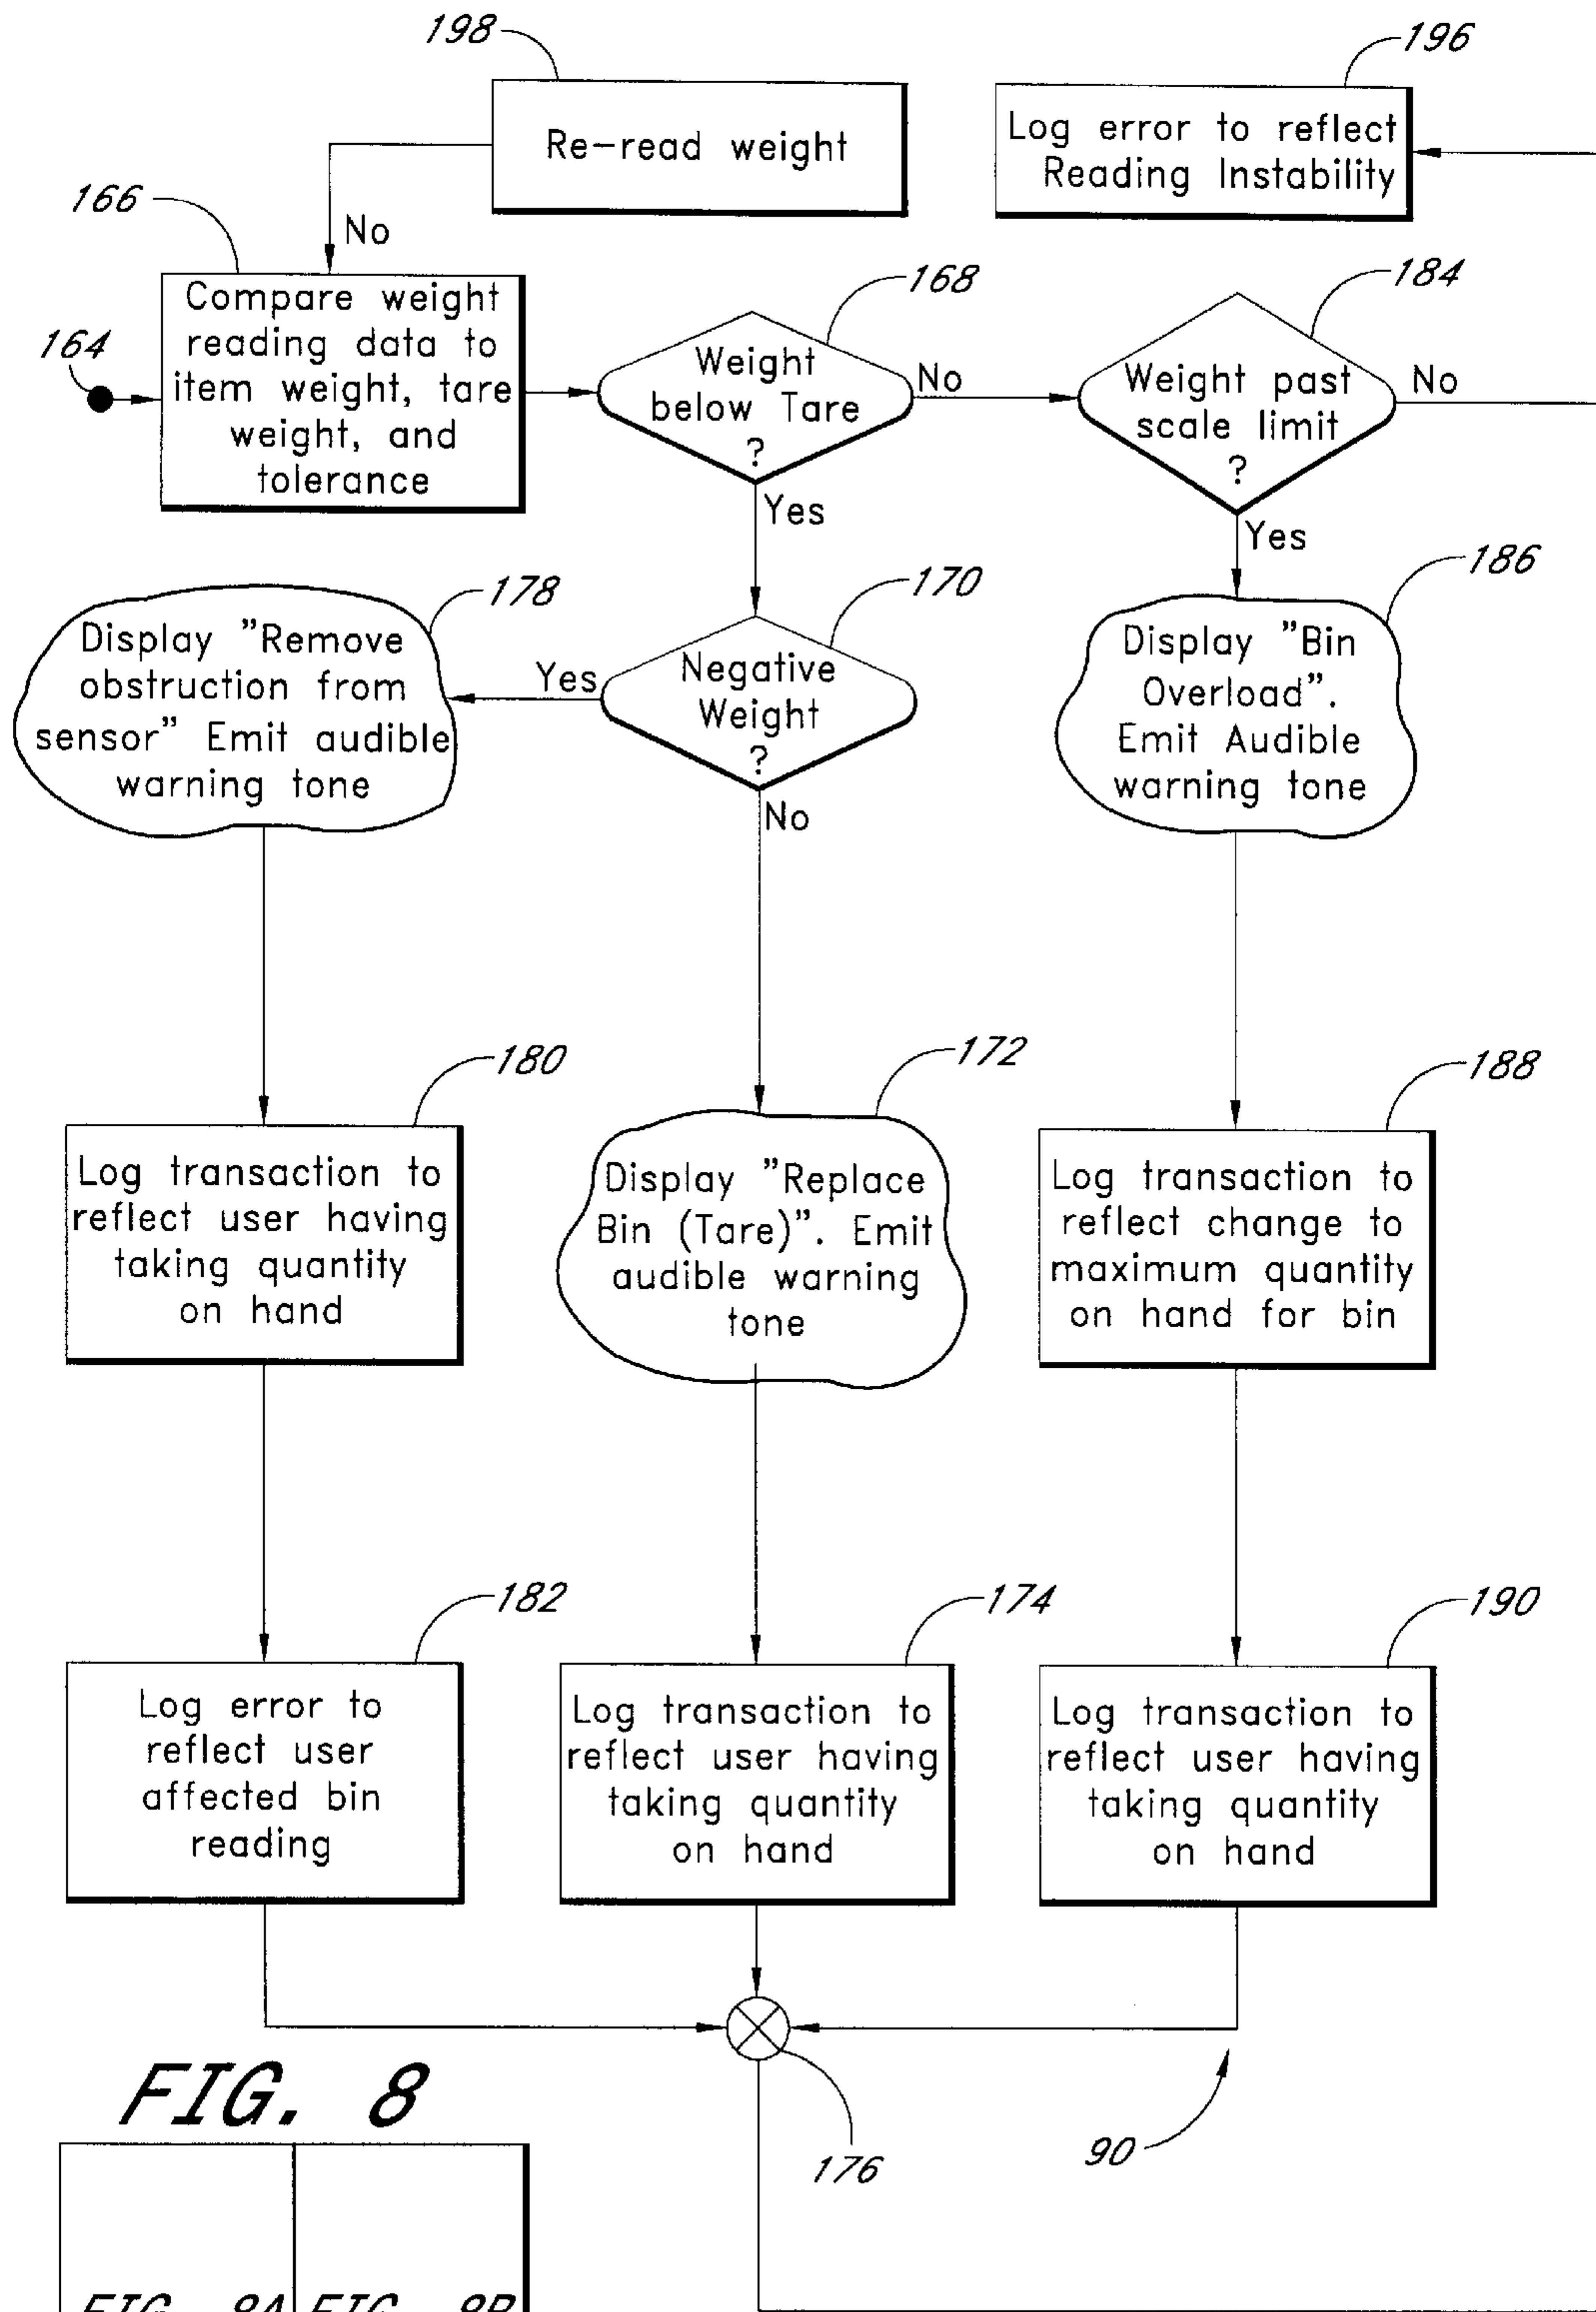 198
196
Re-read weight
Log error to reflect
Reading Instability
166
No
164
Compare weight
reading data to
item weight, tare
weight, and
tolerance
168
Weight
below Tare
?
No
Yes
184
Weight past
scale limit
?
No
Yes
178
Display "Remove
obstruction from
sensor" Emit audible
warning tone
Yes
170
Negative
Weight
?
No
186
Display "Bin
Overload".
Emit Audible
warning tone
180
Log transaction to
reflect user having
taking quantity
on hand
172
Display "Replace
Bin (Tare)". Emit
audible warning
tone
188
Log transaction to
reflect change to
maximum quantity
on hand for bin
182
Log error to
reflect user
affected bin
reading
174
Log transaction to
reflect user having
taking quantity
on hand
190
Log transaction to
reflect user having
taking quantity
on hand
176
90
FIG. 8
FIG. 8A
FIG. 8B